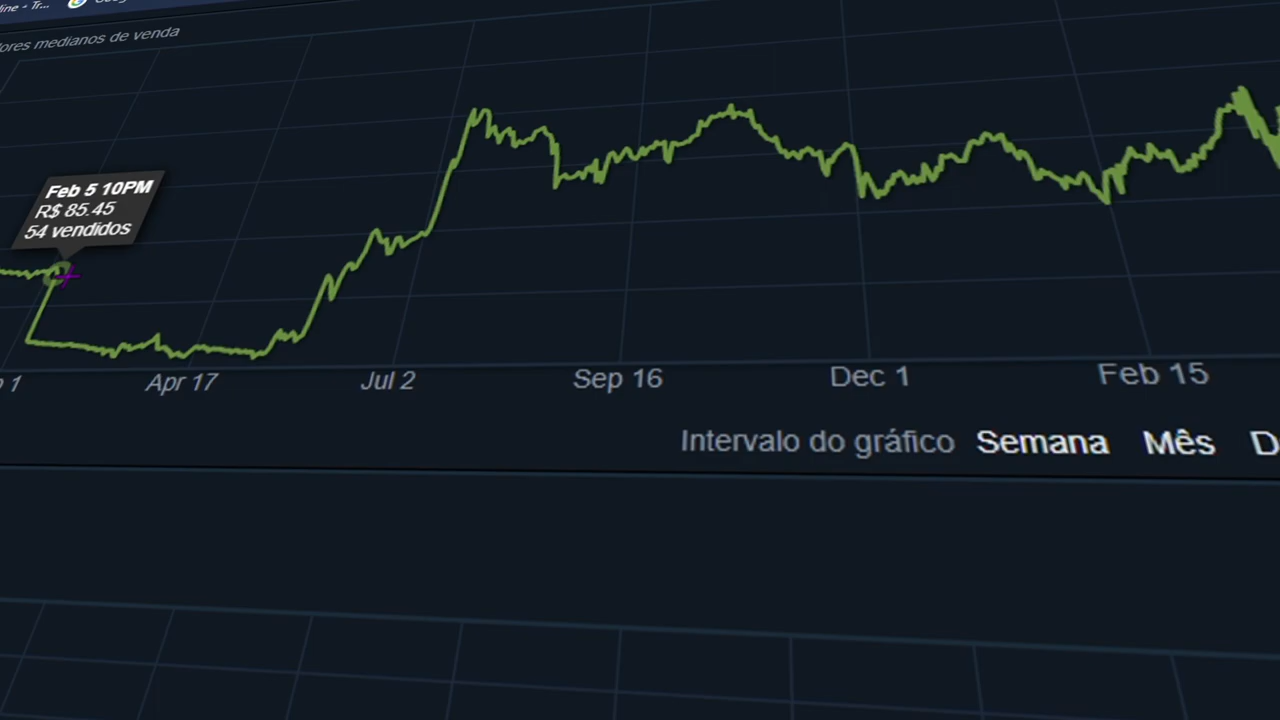 medianos de venda
Feb 5 10PM
R$ 85.45
54 vendidos
1
Apr 17
Jul 2
Sep 16
Dec 1
Feb 15
Intervalo do gráfico Semana Mês